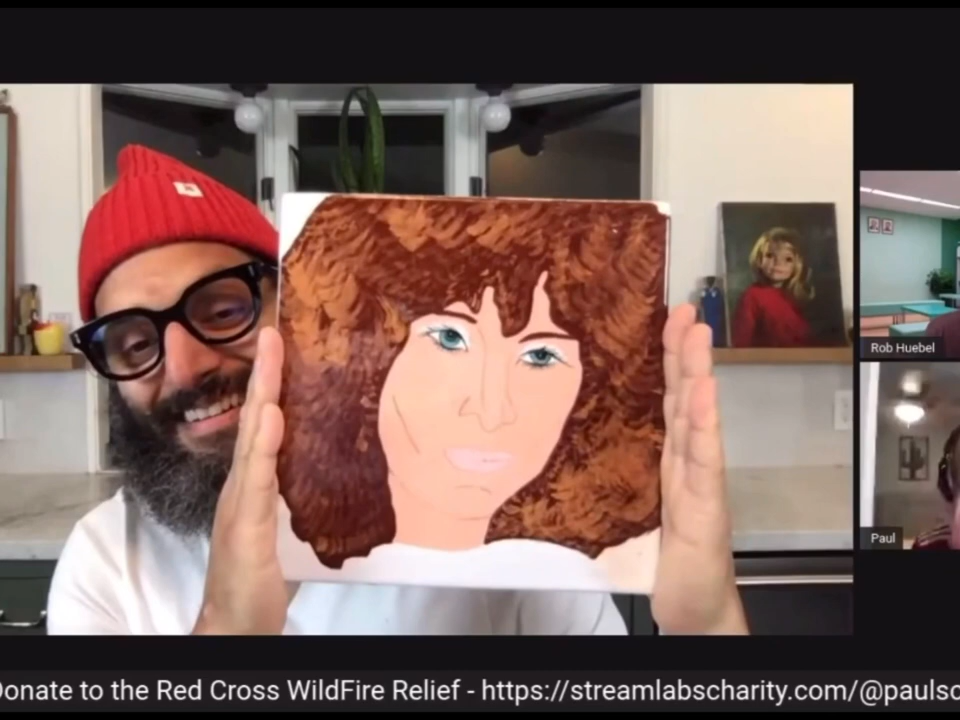 Rob Huebel
Paul
Donate to the Red Cross WildFire Relief - https://streamlabscharity.com/@paulsc